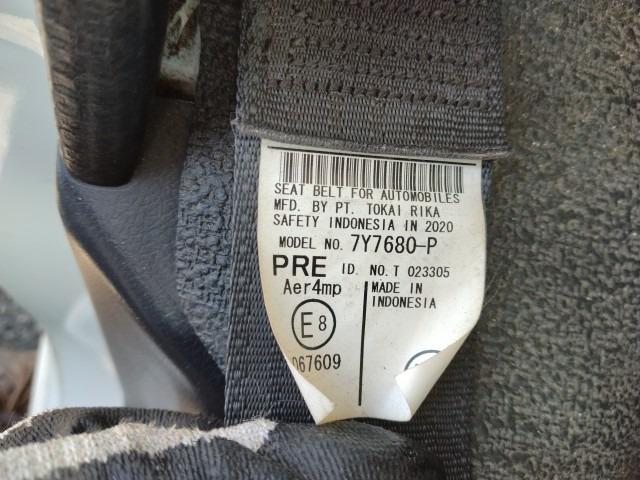 SEAT BELT FOR AUTOMOBILES
MFD. BY PT. TOKAI RIKA
SAFETY INDONESIA IN 2020
MODEL NO. 7Y7680-P
PRE ID. NO. T 023305
Aer4mp
MADE IN
INDONESIA
E8
067609